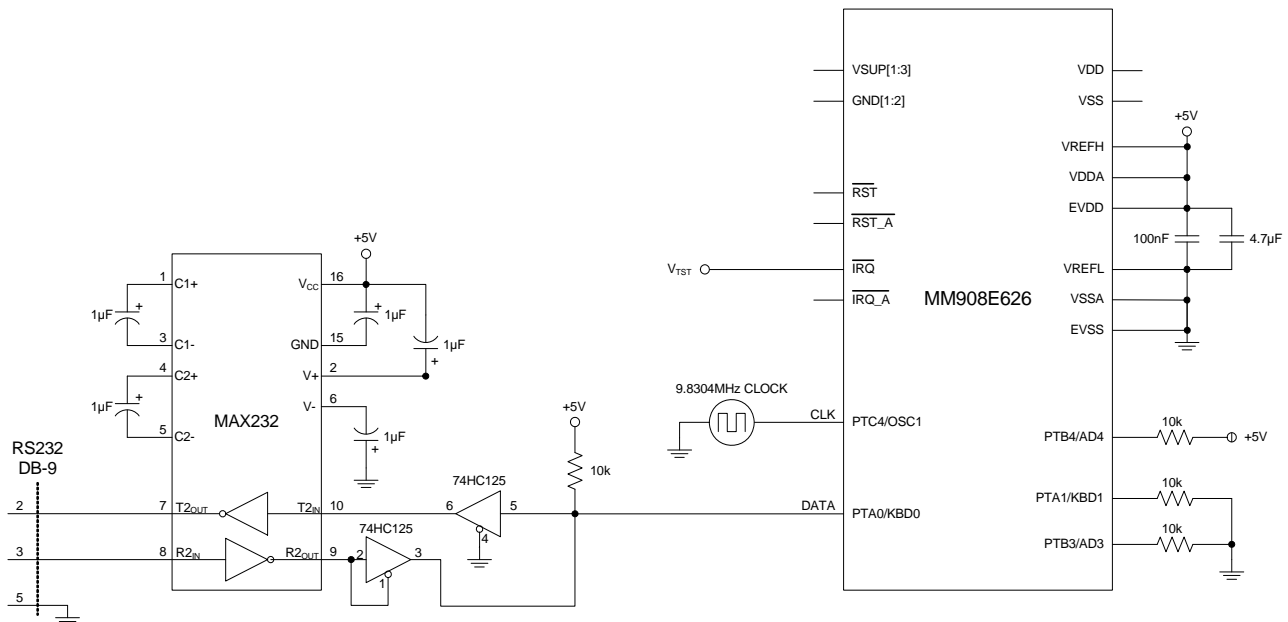 VSUP[1:3]
VDD
GND[1:2]
VSS
+5V
VREFH
VDDA
RST
EVDD
RST_A
100nF
4.7µF
+5V
VTST
IRQ
VREFL
1
C1+
VCC
16
MM908E626
IRQ_A
VSSA
1µF
+
+
1µF
EVSS
3
C1-
GND
15
1µF
+
4
C2+
V+
2
9.8304MHz CLOCK
1µF
+
MAX232
V-
6
+5V
CLK
PTC4/OSC1
10k
5
C2-
1µF
+
PTB4/AD4
+5V
RS232
DB-9
10k
74HC125
10k
2
7
T2OUT
T2IN
10
6
5
DATA
PTA0/KBD0
PTA1/KBD1
4
74HC125
10k
3
8
R2IN
R2OUT
9
2
3
PTB3/AD3
1
5